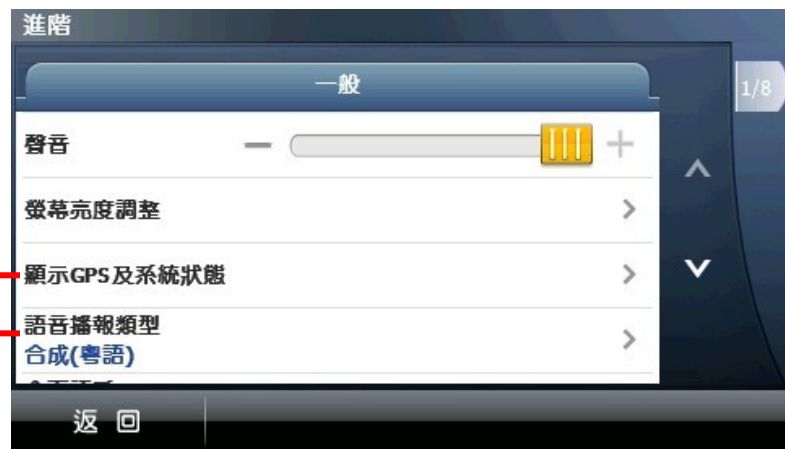 進階
一般
1/8
聲音
螢幕亮度調整
顯示GPS及系統狀態
語音播報類型
合成(粵語)
返回